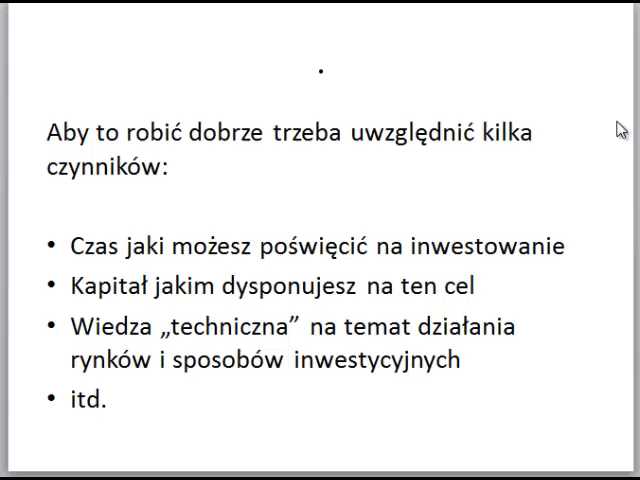 .
Aby to robić dobrze trzeba uwzględnić kilka
czynników:
• Czas jaki możesz poświęcić na inwestowanie
• Kapitał jakim dysponujesz na ten cel
• Wiedza „techniczna” na temat działania
rynków i sposobów inwestycyjnych
• itd.